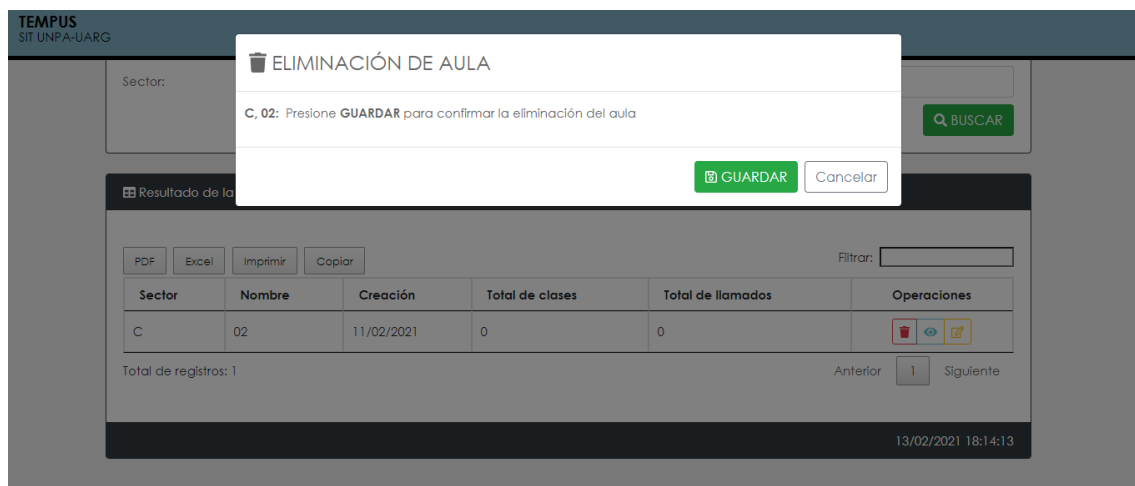 TEMPUS
SIT UNPA-UARG
ELIMINACIÓN DE AULA
C, 02: Presione GUARDAR para confirmar la eliminación del aula
GUARDAR Cancelar
Sector:
BUSCAR
Resultado de la
PDF Excel Imprimir Copiar Filtrar:
Sector Nombre Creación Total de clases Total de llamados Operaciones
C 02 11/02/2021 0 0
Total de registros: 1 Anterior 1 Siguiente
13/02/2021 18:14:13